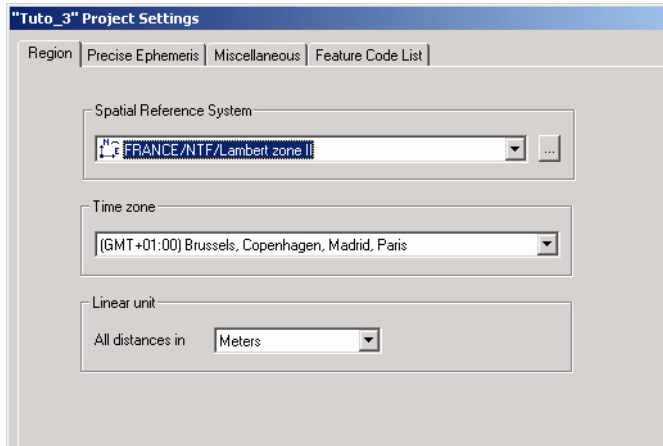 "Tuto_3" Project Settings
Region Precise Ephemeris Miscellaneous Feature Code List
Spatial Reference System
N E FRANCE/NTF/Lambert zone II ...
Time zone
(GMT+01:00) Brussels, Copenhagen, Madrid, Paris
Linear unit
All distances in Meters